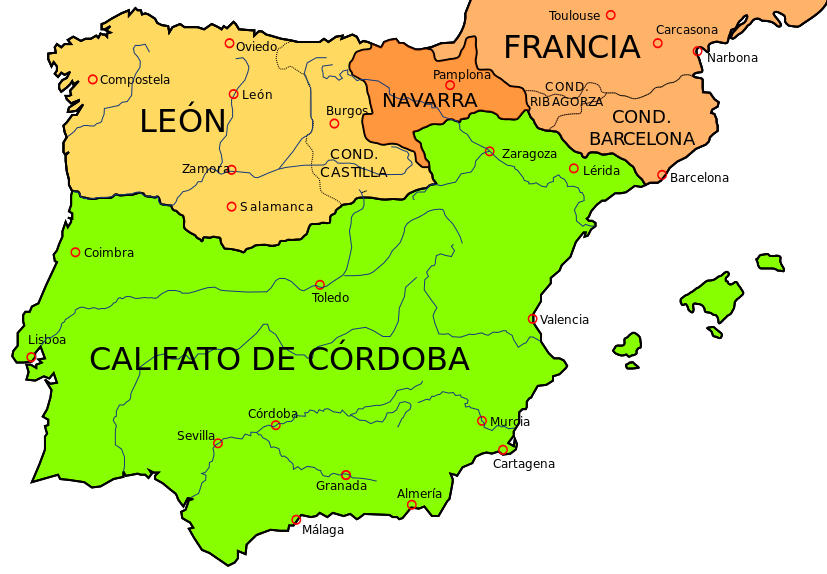 Toulouse
Carcasona
Oviedo
FRANCIA
Narbona
Compostela
Pamplona
León
COND.
RIBAGORZA
NAVARRA
LEÓN
Burgos
COND.
BARCELONA
COND.
CASTILLA
Zaragoza
Zamora
Lérida
Barcelona
Salamanca
Coimbra
Toledo
Valencia
Lisboa
CALIFATO DE CÓRDOBA
Córdoba
Murcia
Sevilla
Cartagena
Granada
Almería
Málaga